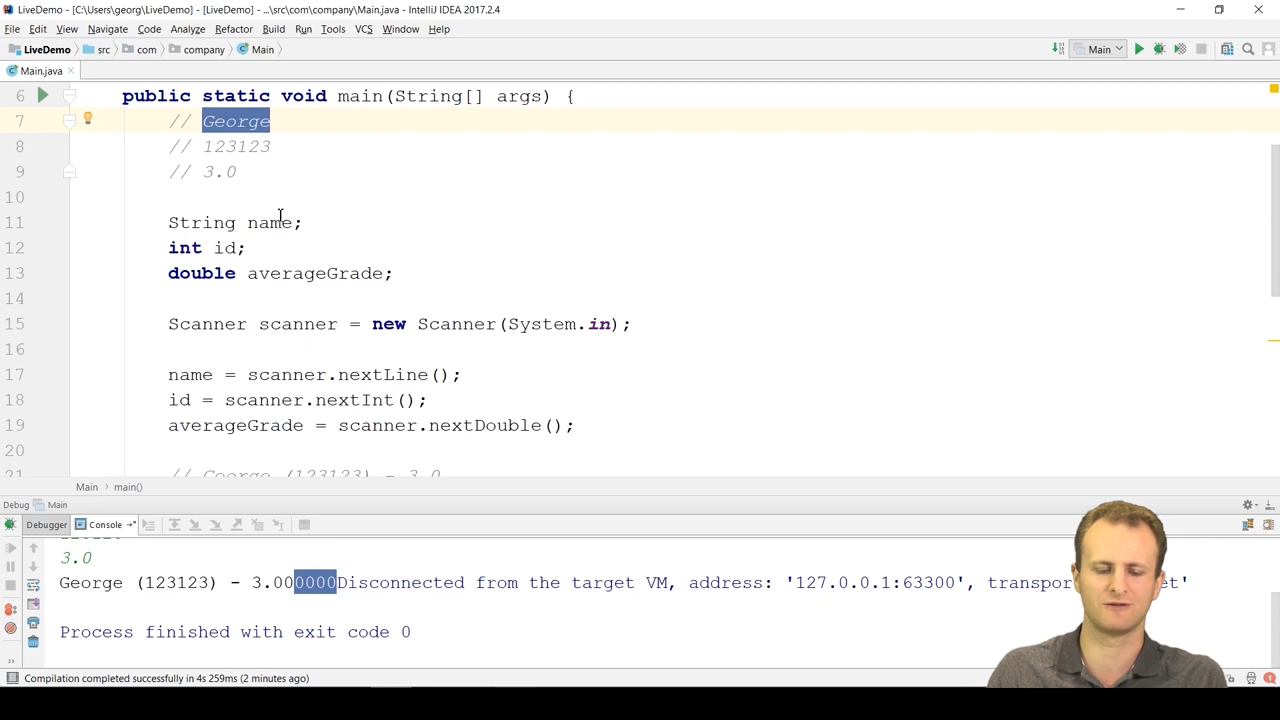 LiveDemo - [C:\Users\georg\LiveDemo] - [LiveDemo] - ...\src\com\company\Main.java - IntelliJ IDEA 2017.2.4
File Edit View Navigate Code Analyze Refactor Build Run Tools VCS Window Help
LiveDemo src com company Main Main
Main.java
6 public static void main(String[] args) {
7 // George
8 // 123123
9 // 3.0
10
11 String name;
12 int id;
13 double averageGrade;
14
15 Scanner scanner = new Scanner(System.in);
16
17 name = scanner.nextLine();
18 id = scanner.nextInt();
19 averageGrade = scanner.nextDouble();
20
21 // George (123123) - 3.0
Main main()
Debug Main
Debugger Console
3.0
George (123123) - 3.000000Disconnected from the target VM, address: '127.0.0.1:63300',
Process finished with exit code 0
Compilation completed successfully in 4s 259ms (2 minutes ago)